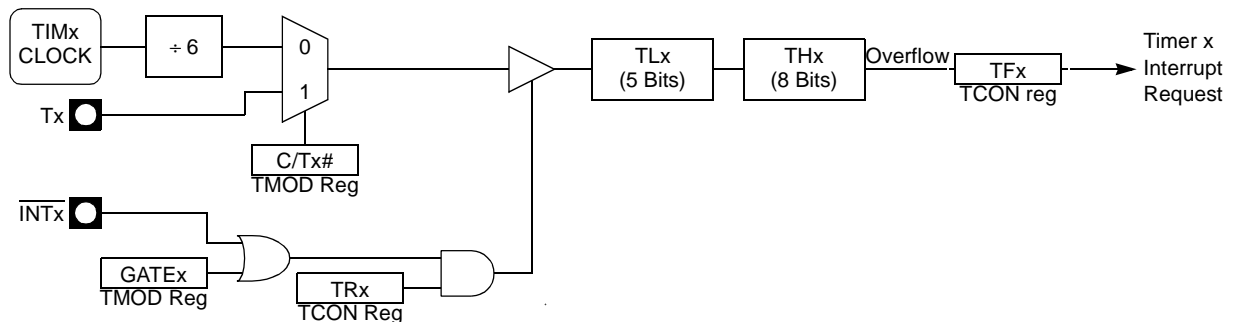 TIMx
CLOCK
÷ 6
0
1
Tx
C/Tx#
TMOD Reg
TLx
(5 Bits)
THx
(8 Bits)
Overflow
TFx
TCON reg
Timer x
Interrupt
Request
INTx
GATEx
TMOD Reg
TRx
TCON Reg